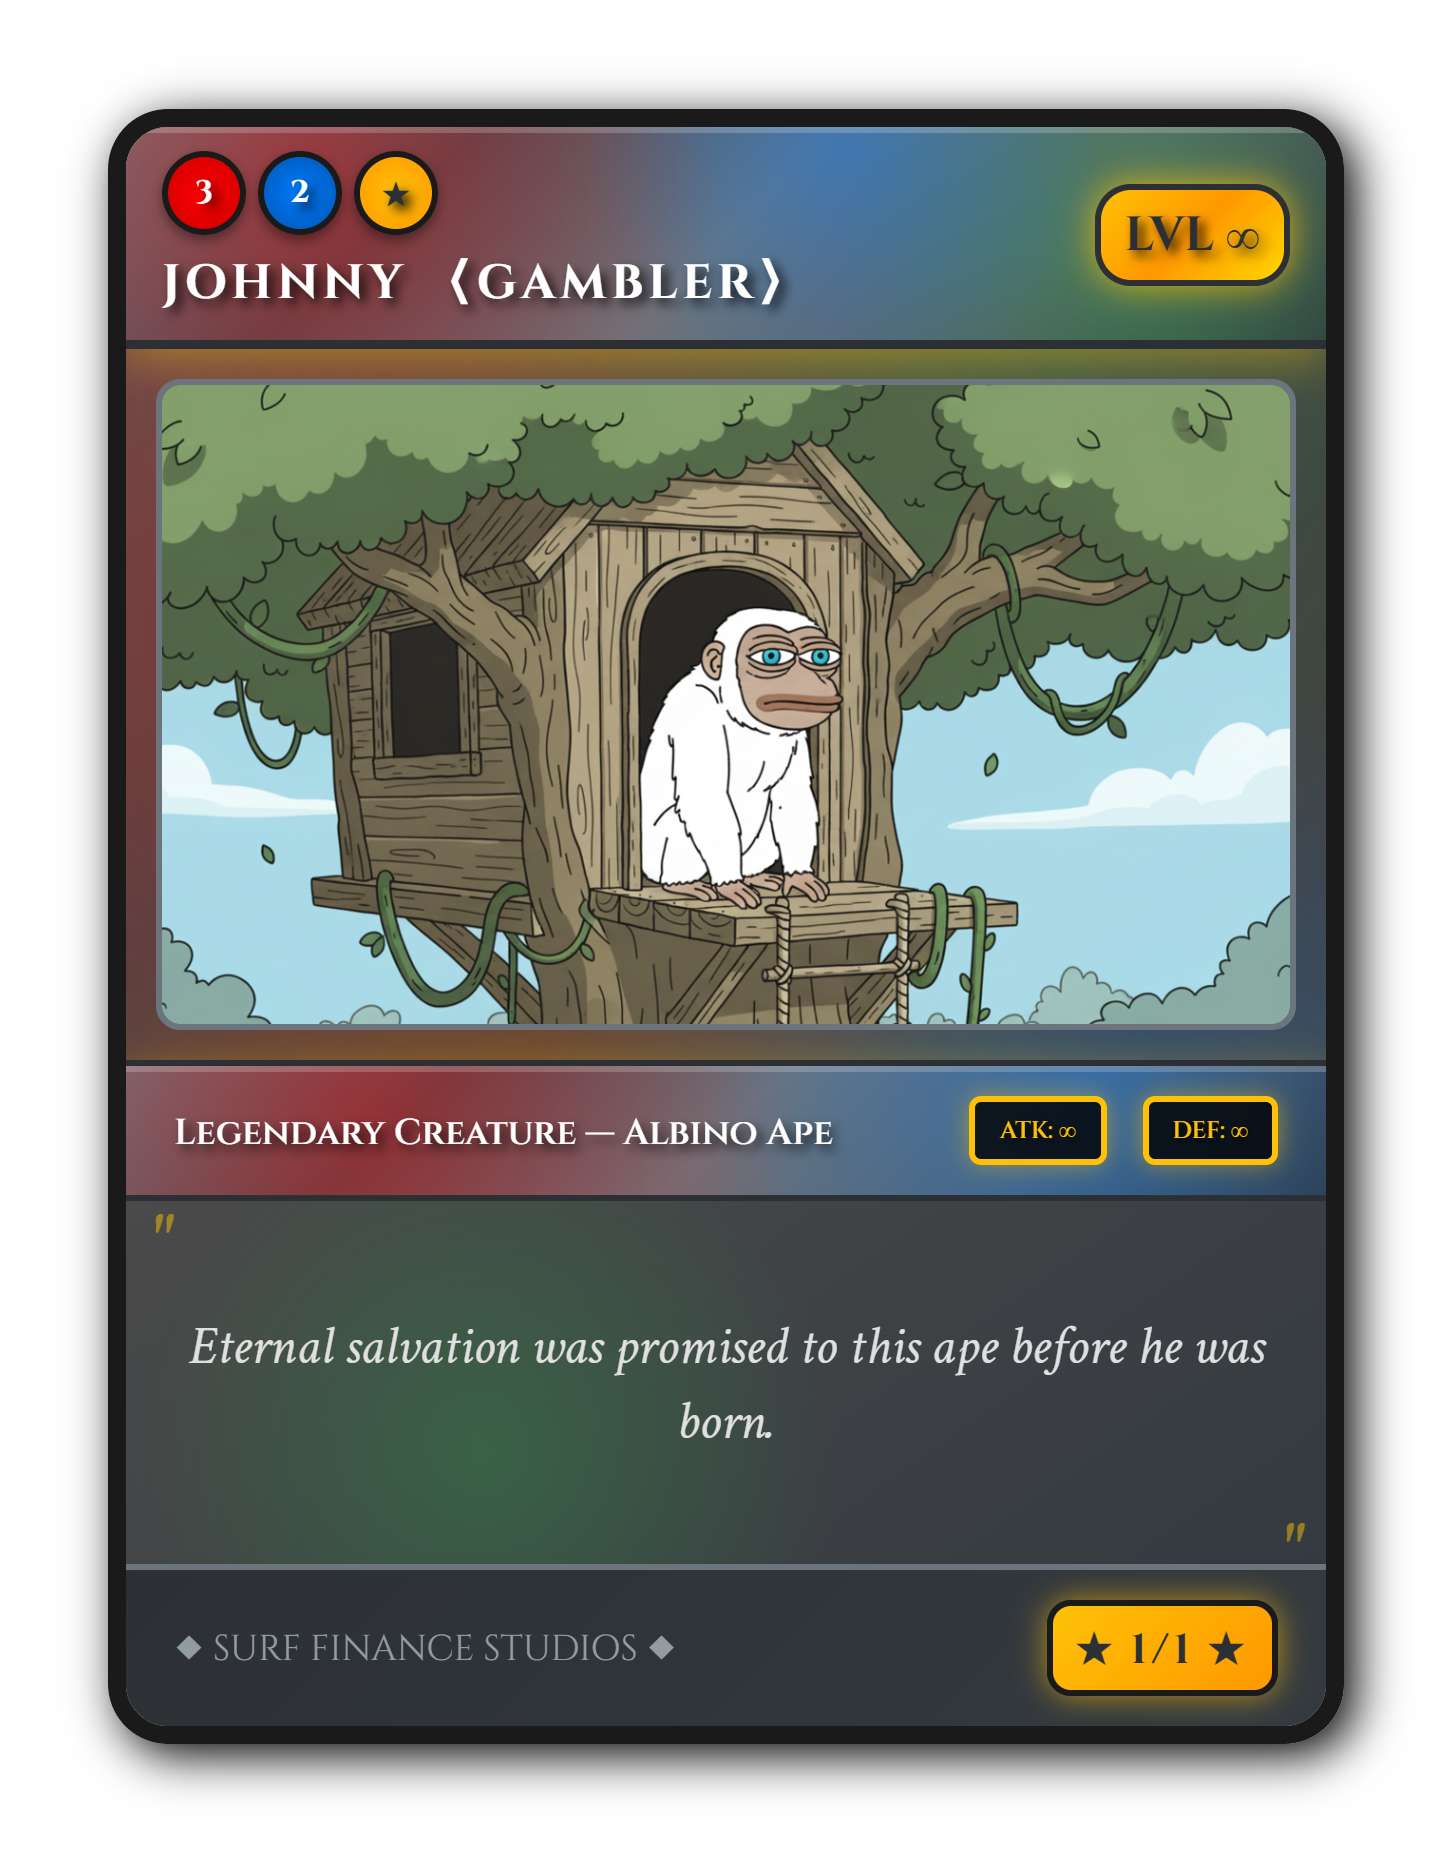 3 2 ★
JOHNNY ⟨GAMBLER⟩
LVL ∞
Legendary Creature — Albino Ape
ATK: ∞
DEF: ∞
"
Eternal salvation was promised to this ape before he was
born.
"
◆ SURF FINANCE STUDIOS ◆
★ 1/1 ★